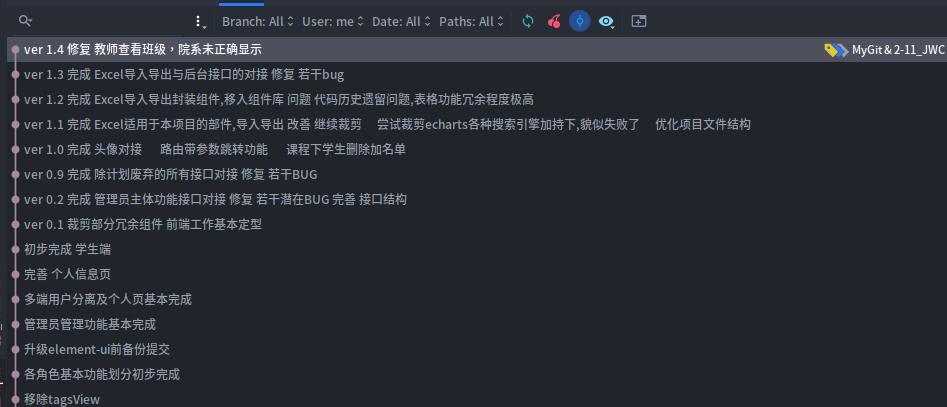 Branch: All User: me Date: All Paths: All
ver 1.4 修复 教师查看班级，院系未正确显示 MyGit & 2-11_JWC
ver 1.3 完成 Excel导入导出与后台接口的对接 修复 若干bug
ver 1.2 完成 Excel导入导出封装组件,移入组件库 问题 代码历史遗留问题,表格功能冗余程度极高
ver 1.1 完成 Excel适用于本项目的部件,导入导出 改善 继续裁剪 尝试裁剪echarts各种搜索引擎加持下,貌似失败了 优化项目文件结构
ver 1.0 完成 头像对接 路由带参数跳转功能 课程下学生删除加名单
ver 0.9 完成 除计划废弃的所有接口对接 修复 若干BUG
ver 0.2 完成 管理员主体功能接口对接 修复 若干潜在BUG 完善 接口结构
ver 0.1 裁剪部分冗余组件 前端工作基本定型
初步完成 学生端
完善 个人信息页
多端用户分离及个人页基本完成
管理员管理功能基本完成
升级element-ui前备份提交
各角色基本功能划分初步完成
移除tagsView